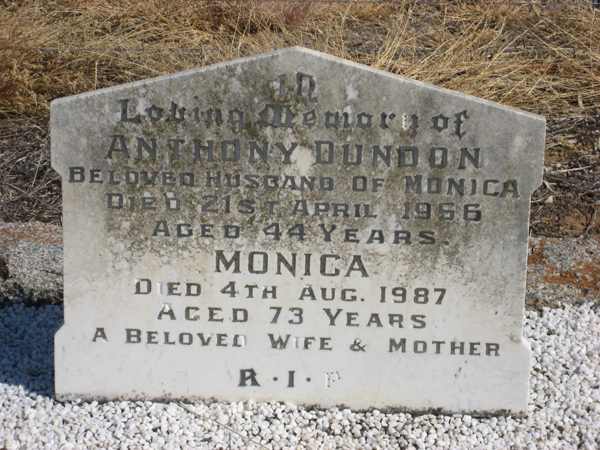 In
Loving Memory of
ANTHONY DUNDON
BELOVED HUSBAND OF MONICA
DIED 21ST APRIL 1956
AGED 44 YEARS.
MONICA
DIED 4TH AUG. 1987
AGED 73 YEARS
A BELOVED WIFE & MOTHER
R·I·P